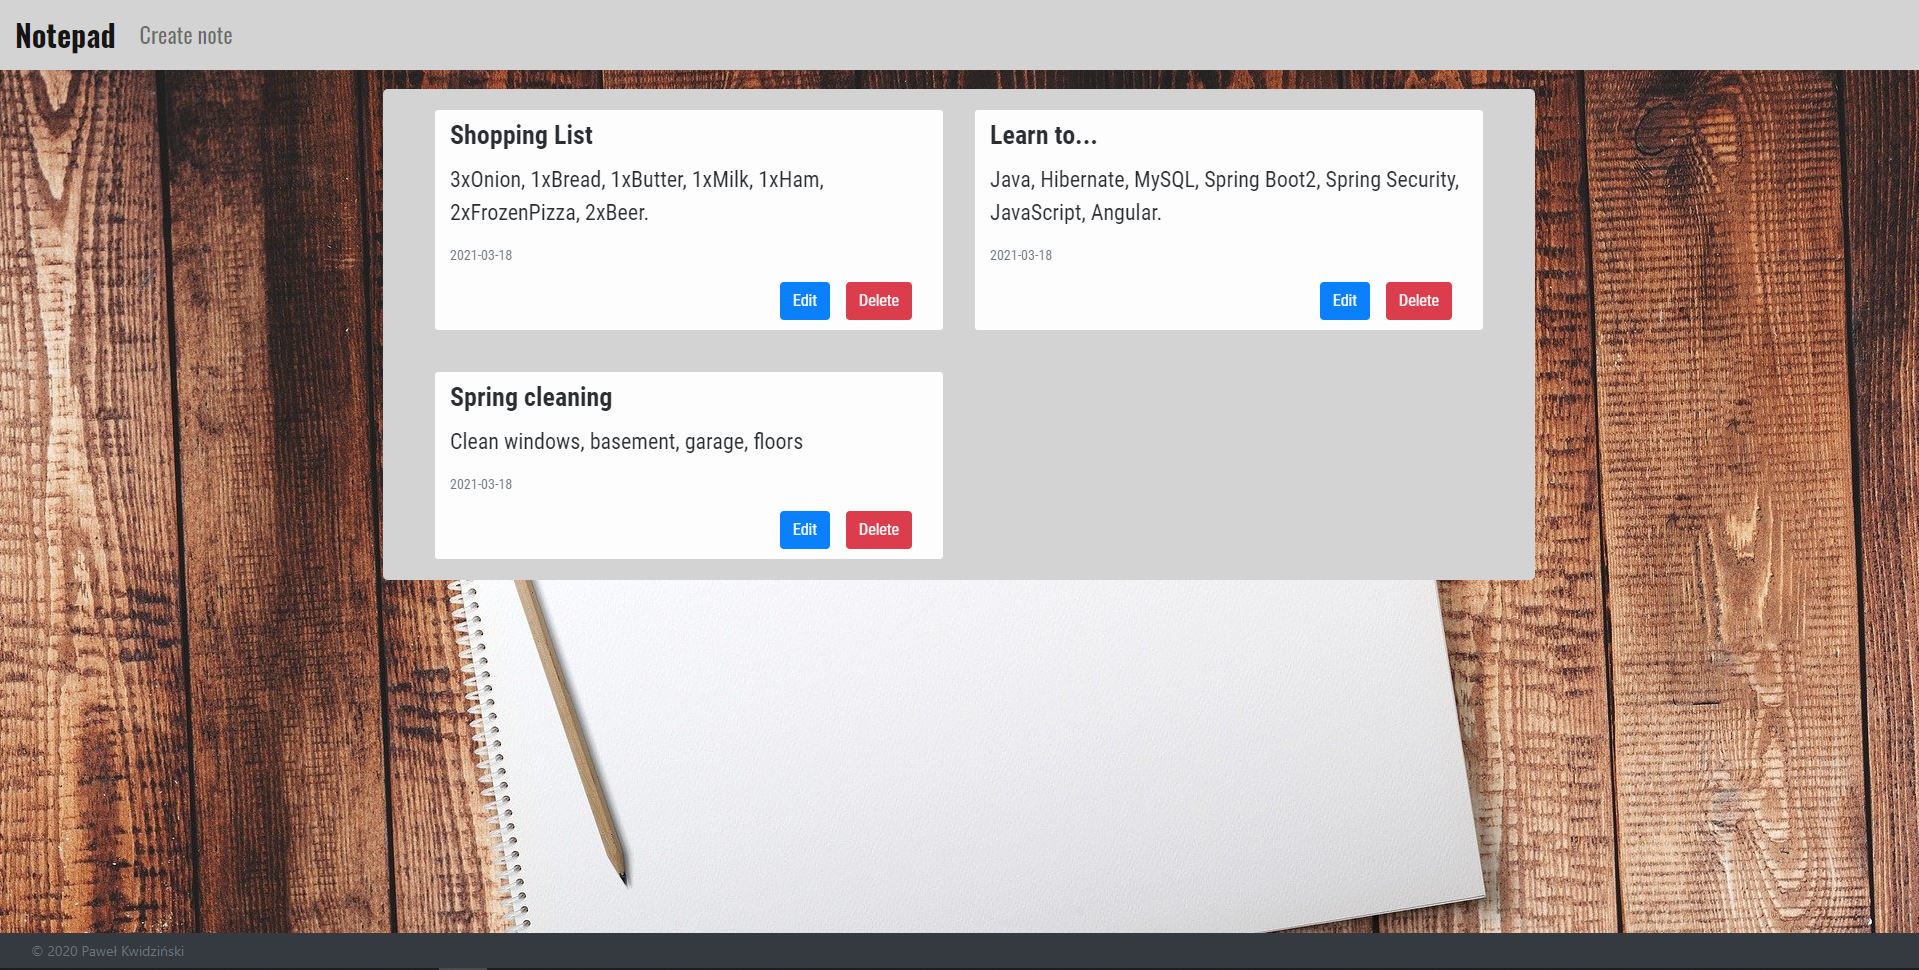 Notepad Create note
Shopping List
3xOnion, 1xBread, 1xButter, 1xMilk, 1xHam,
2xFrozenPizza, 2xBeer.
2021-03-18
Edit Delete
Learn to...
Java, Hibernate, MySQL, Spring Boot2, Spring Security,
JavaScript, Angular.
2021-03-18
Edit Delete
Spring cleaning
Clean windows, basement, garage, floors
2021-03-18
Edit Delete
© 2020 Paweł Kwidziński